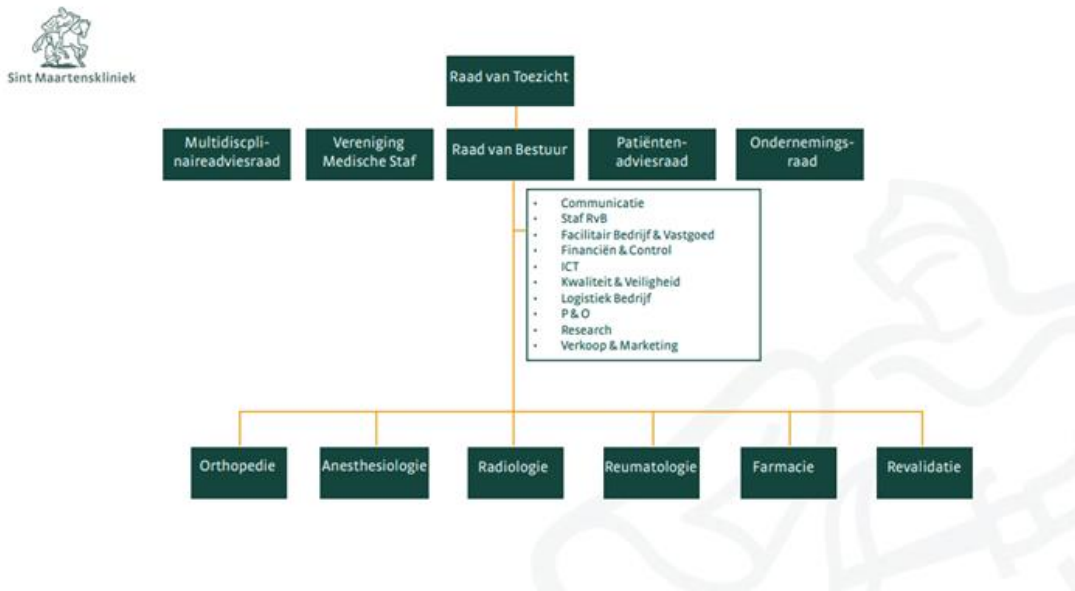 Sint Maartenskliniek
Raad van Toezicht
Multidiscpli-
naireadviesraad
Vereniging
Medische Staf
Raad van Bestuur
Patiënten-
adviesraad
Ondernemings-
raad
• Communicatie
• Staf RvB
• Facilitair Bedrijf & Vastgoed
• Financiën & Control
• ICT
• Kwaliteit & Veiligheid
• Logistiek Bedrijf
• P & O
• Research
• Verkoop & Marketing
Orthopedie
Anesthesiologie
Radiologie
Reumatologie
Farmacie
Revalidatie